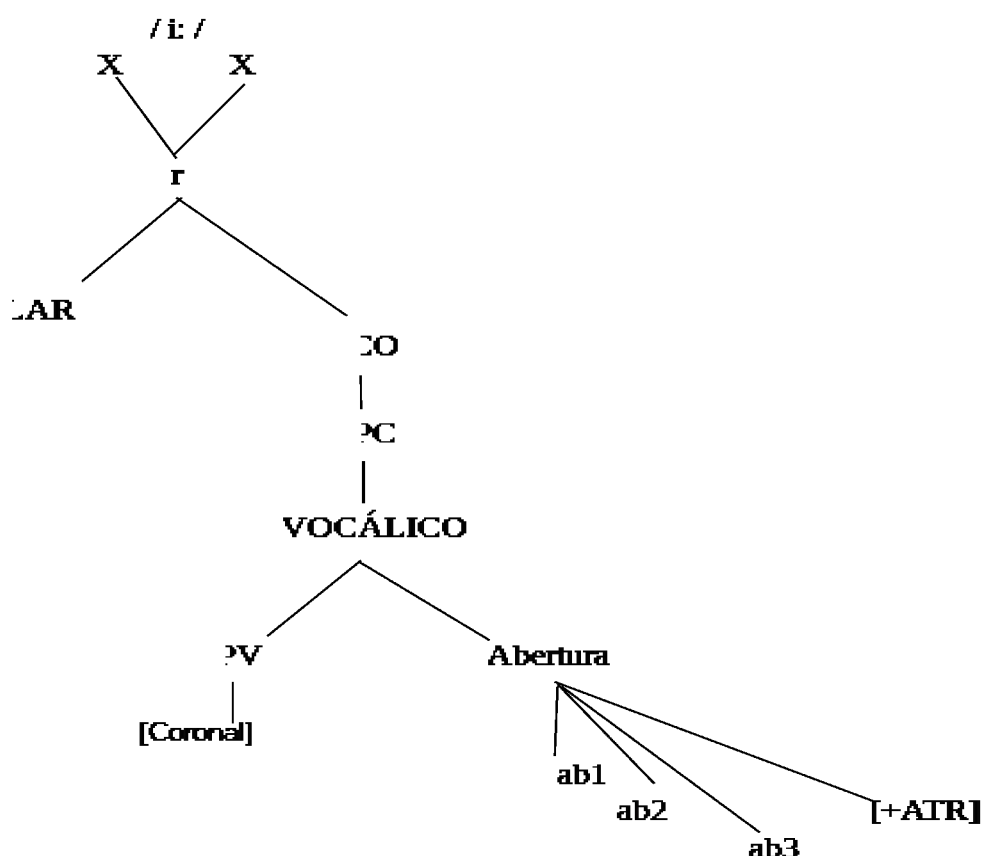 / i: /
X X
r
LAR
CO
PC
VOCÁLICO
PV Abertura
[Coronal]
ab1
ab2
[+ATR]
ab3